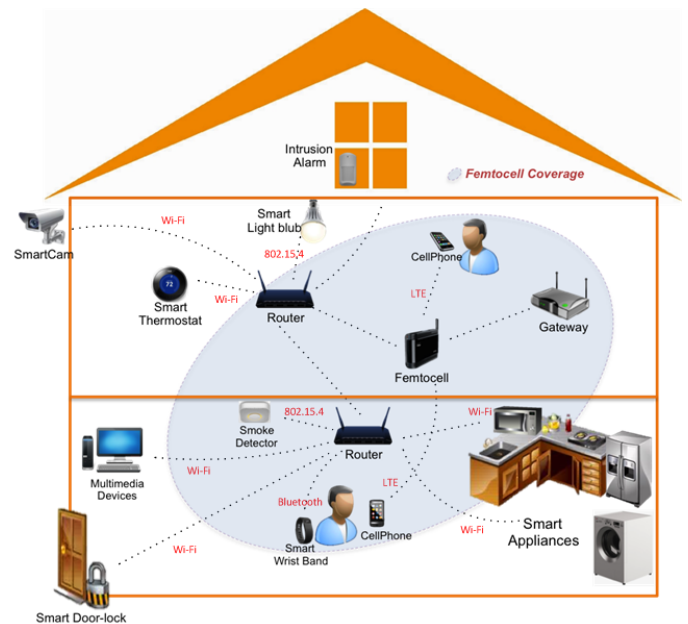 Intrusion
Alarm
Femtocell Coverage
Smart
Light blub
Wi-Fi
SmartCam
802.15.4
CellPhone
72
Wi-Fi
LTE
Smart
Thermostat
Router
Gateway
Femtocell
802.15.4
Wi-Fi
Smoke
Detector
Router
Wi-Fi
LTE
Multimedia
Devices
Bluetooth
Wi-Fi
Smart
Appliances
CellPhone
Wi-Fi
Smart
Wrist Band
Smart Door-lock